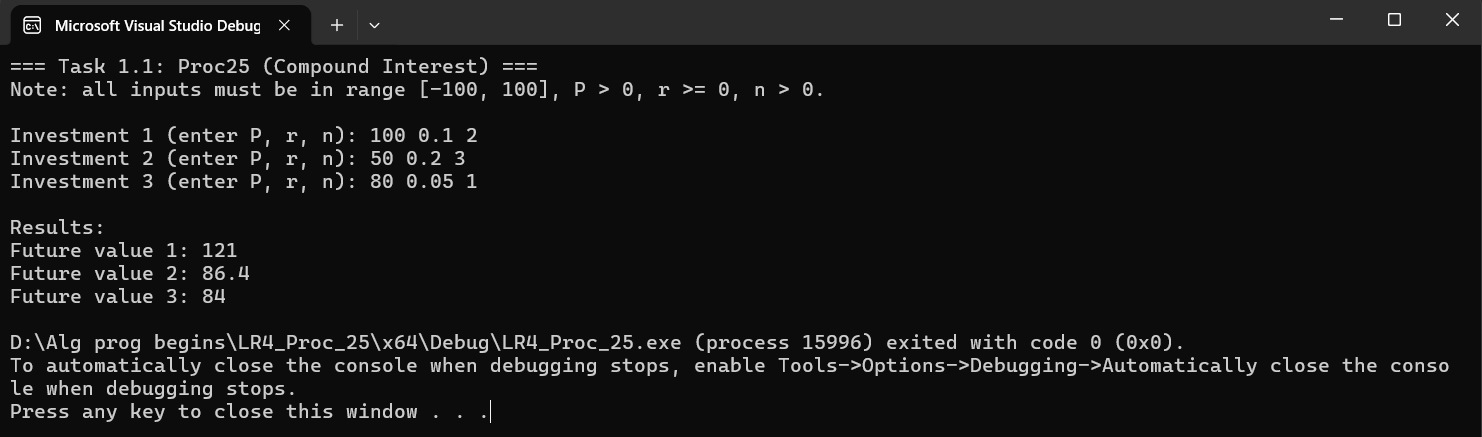 Microsoft Visual Studio Debug
=== Task 1.1: Proc25 (Compound Interest) ===
Note: all inputs must be in range [-100, 100], P > 0, r >= 0, n > 0.
Investment 1 (enter P, r, n): 100 0.1 2
Investment 2 (enter P, r, n): 50 0.2 3
Investment 3 (enter P, r, n): 80 0.05 1
Results:
Future value 1: 121
Future value 2: 86.4
Future value 3: 84
D:\Alg prog begins\LR4_Proc_25\x64\Debug\LR4_Proc_25.exe (process 15996) exited with code 0 (0x0).
To automatically close the console when debugging stops, enable Tools->Options->Debugging->Automatically close the conso
le when debugging stops.
Press any key to close this window . . .